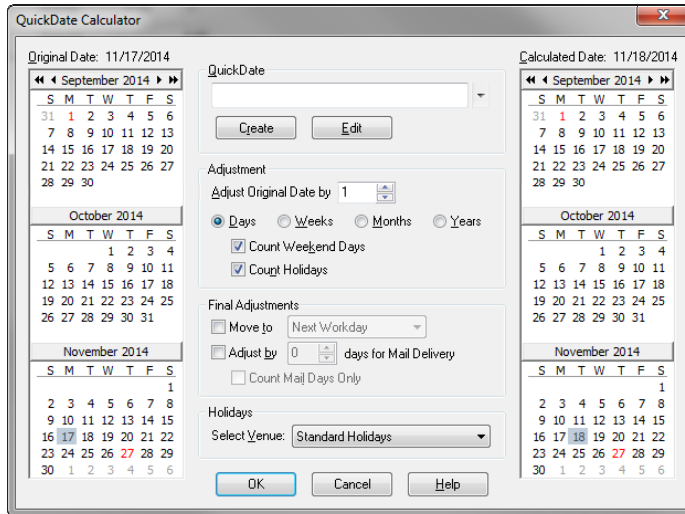 QuickDate Calculator
x
Original Date: 11/17/2014
September 2014
S M T W T F S
31 1 2 3 4 5 6
7 8 9 10 11 12 13
14 15 16 17 18 19 20
21 22 23 24 25 26 27
28 29 30
October 2014
S M T W T F S
1 2 3 4
5 6 7 8 9 10 11
12 13 14 15 16 17 18
19 20 21 22 23 24 25
26 27 28 29 30 31
November 2014
S M T W T F S
1
2 3 4 5 6 7 8
9 10 11 12 13 14 15
16 17 18 19 20 21 22
23 24 25 26 27 28 29
30 1 2 3 4 5 6
QuickDate
Create Edit
Adjustment
Adjust Original Date by 1
Days Weeks Months Years
Count Weekend Days
Count Holidays
Final Adjustments
Move to Next Workday
Adjust by 0 days for Mail Delivery
Count Mail Days Only
Holidays
Select Venue: Standard Holidays
OK Cancel Help
Calculated Date: 11/18/2014
September 2014
S M T W T F S
31 1 2 3 4 5 6
7 8 9 10 11 12 13
14 15 16 17 18 19 20
21 22 23 24 25 26 27
28 29 30
October 2014
S M T W T F S
1 2 3 4
5 6 7 8 9 10 11
12 13 14 15 16 17 18
19 20 21 22 23 24 25
26 27 28 29 30 31
November 2014
S M T W T F S
1
2 3 4 5 6 7 8
9 10 11 12 13 14 15
16 17 18 19 20 21 22
23 24 25 26 27 28 29
30 1 2 3 4 5 6